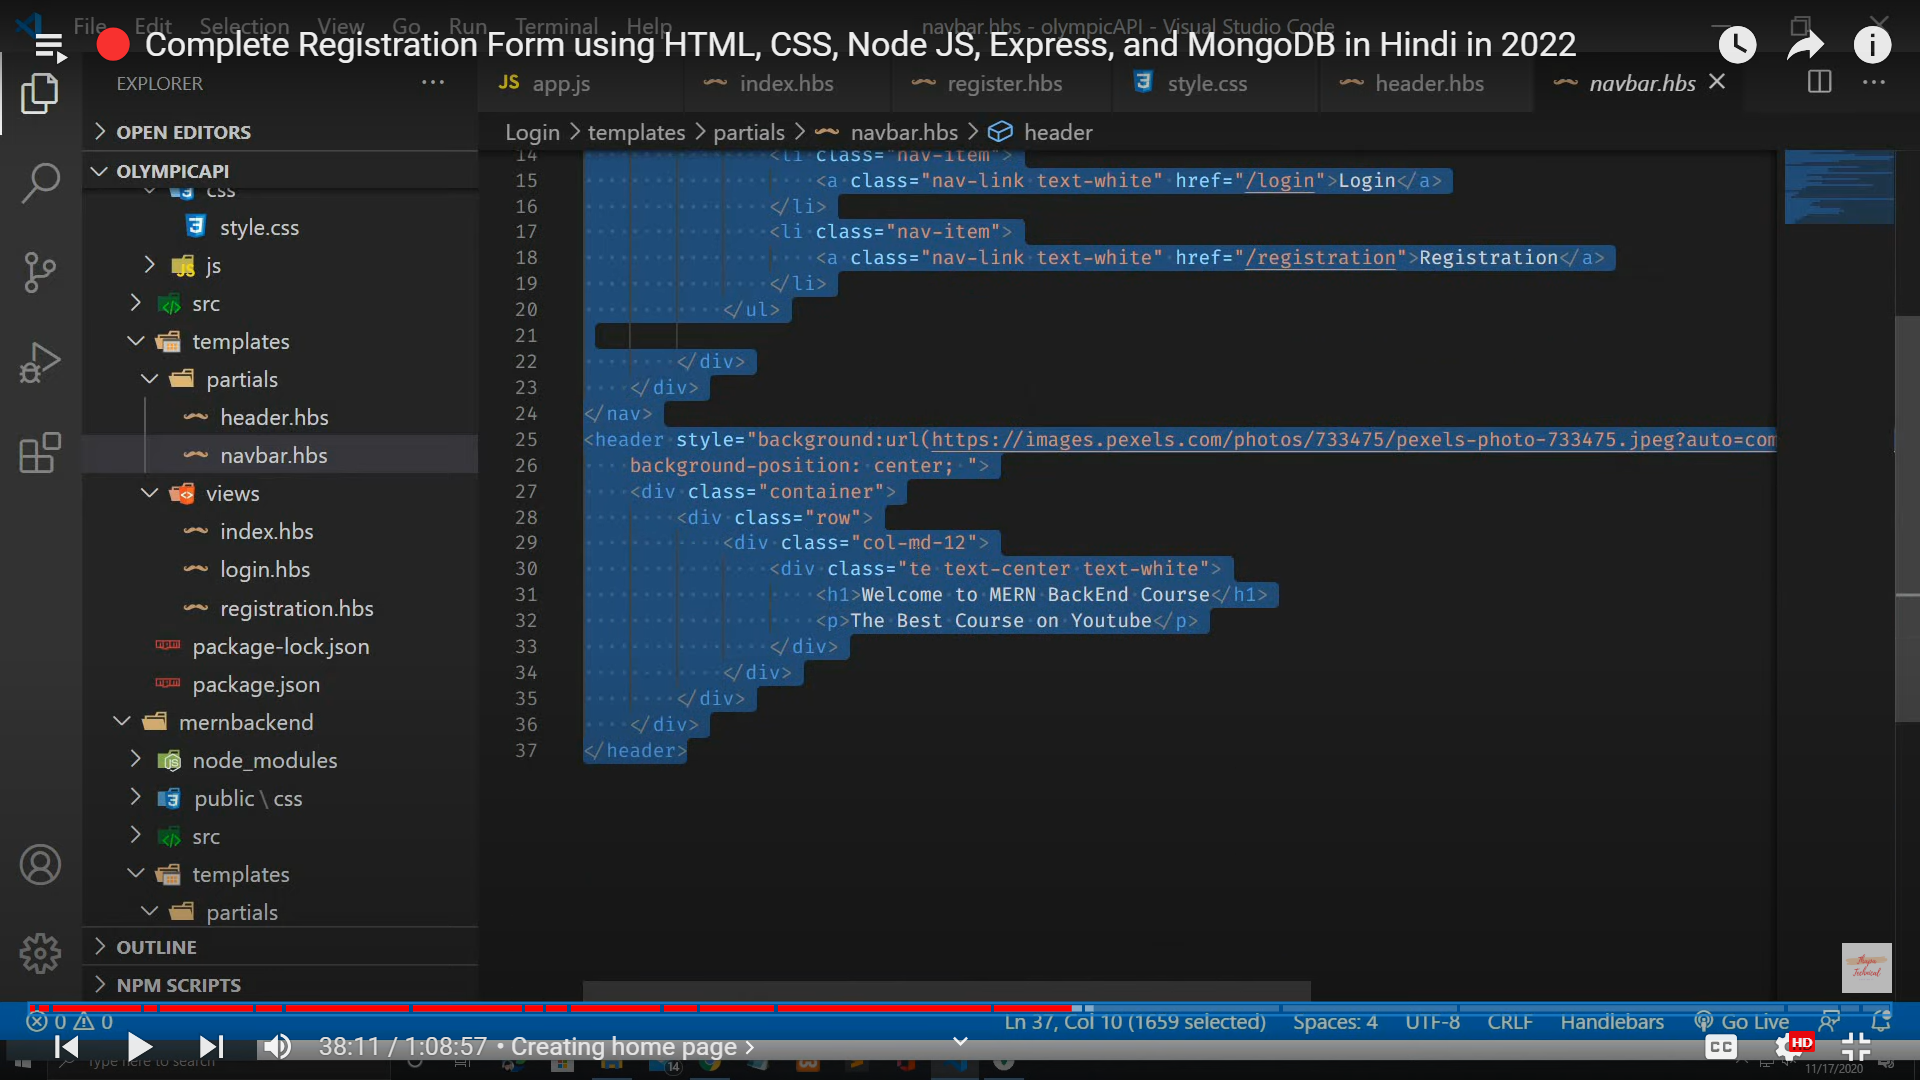 File Edit Selection View Go Run Terminal Help navbar.hbs - olympicAPI - Visual Studio Code
Complete Registration Form using HTML, CSS, Node JS, Express, and MongoDB in Hindi in 2022
EXPLORER
JS app.js
index.hbs
register.hbs
style.css
header.hbs
navbar.hbs
OPEN EDITORS
Login > templates > partials > navbar.hbs > header
OLYMPICAPI
css
style.css
js
src
templates
partials
header.hbs
navbar.hbs
views
index.hbs
login.hbs
registration.hbs
package-lock.json
package.json
mernbackend
node_modules
public \ css
src
templates
partials
OUTLINE
NPM SCRIPTS
14 <li class="nav-item">
15 <a class="nav-link text-white" href="/login">Login</a>
16 </li>
17 <li class="nav-item">
18 <a class="nav-link text-white" href="/registration">Registration</a>
19 </li>
20 </ul>
21
22 </div>
23 </div>
24 </nav>
25 <header style="background:url(https://images.pexels.com/photos/733475/pexels-photo-733475.jpeg?auto=com
26 background-position: center; ">
27 <div class="container">
28 <div class="row">
29 <div class="col-md-12">
30 <div class="te text-center text-white">
31 <h1>Welcome to MERN BackEnd Course</h1>
32 <p>The Best Course on Youtube</p>
33 </div>
34 </div>
35 </div>
36 </div>
37 </header>
Thapa
Technical
0 0 Ln 37, Col 10 (1659 selected) Spaces: 4 UTF-8 CRLF Handlebars Go Live
38:11 / 1:08:57 • Creating home page >
CC
HD
Type here to search
14
11/17/2020